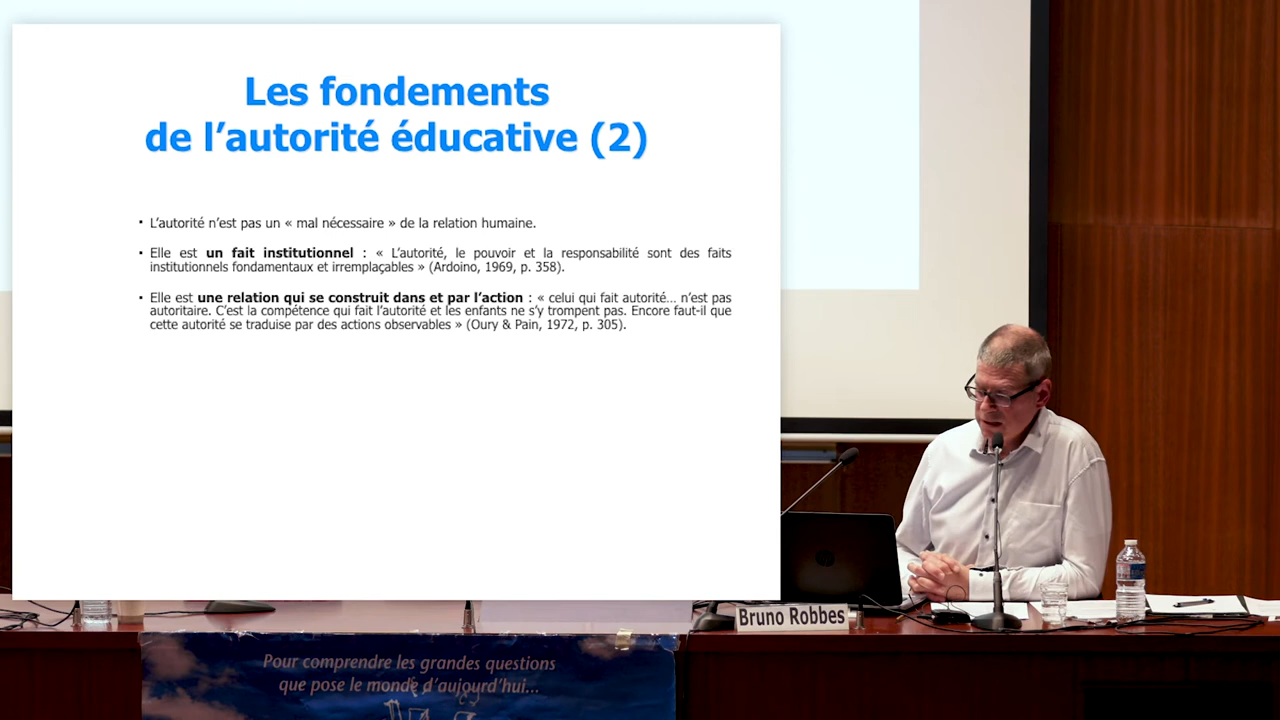 Les fondements
de l’autorité éducative (2)
▪ L’autorité n’est pas un « mal nécessaire » de la relation humaine.
▪ Elle est un fait institutionnel : « L’autorité, le pouvoir et la responsabilité sont des faits
institutionnels fondamentaux et irremplaçables » (Ardoino, 1969, p. 358).
▪ Elle est une relation qui se construit dans et par l’action : « celui qui fait autorité… n’est pas
autoritaire. C’est la compétence qui fait l’autorité et les enfants ne s’y trompent pas. Encore faut-il que
cette autorité se traduise par des actions observables » (Oury & Pain, 1972, p. 305).
Bruno Robbes
Pour comprendre les grandes questions
que pose le monde d’aujourd’hui...